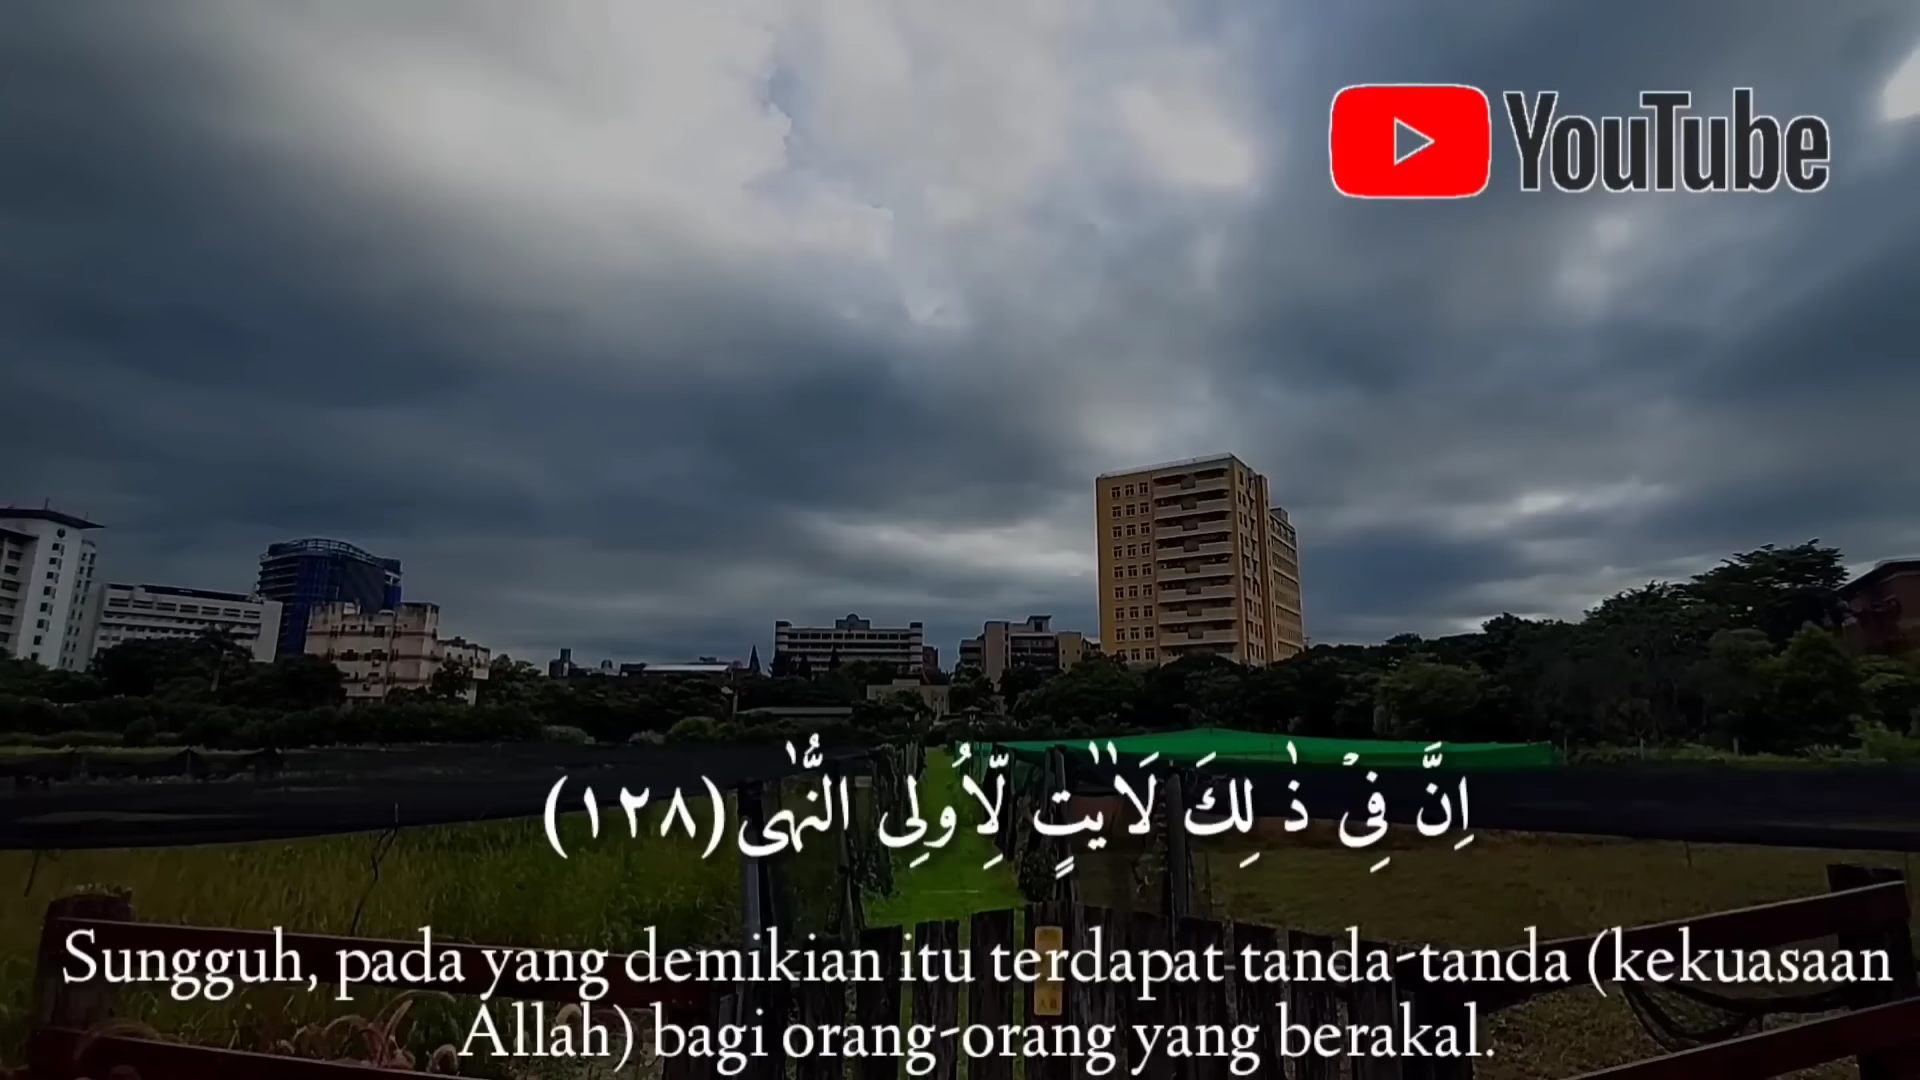 YouTube
اِنَّ فِىۡ ذٰ لِكَ لَاٰيٰتٍ لِّاُولِى النُّهٰى (١٢٨)
Sungguh, pada yang demikian itu terdapat tanda-tanda (kekuasaan
Allah) bagi orang-orang yang berakal.